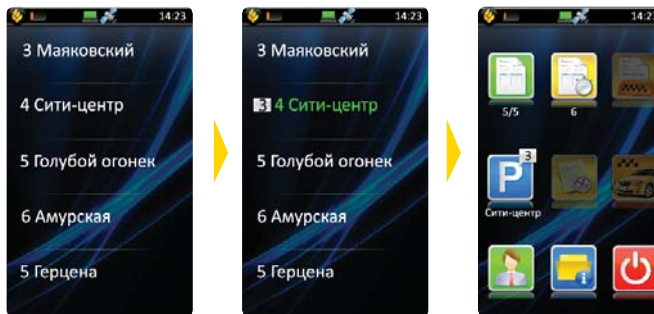 14:23
3 Маяковский
4 Сити-центр
5 Голубой огонек
6 Амурская
5 Герцена
14:23
3 Маяковский
3 4 Сити-центр
5 Голубой огонек
6 Амурская
5 Герцена
14:23
5/5
6
P
3
Сити-центр